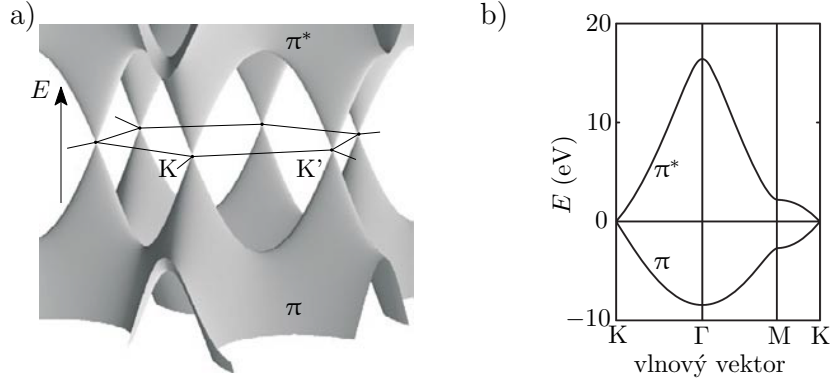 a)
π*
E
K
K'
π
b)
20
10
0
−10
E (eV)
π*
π
K Γ M K
vlnový vektor